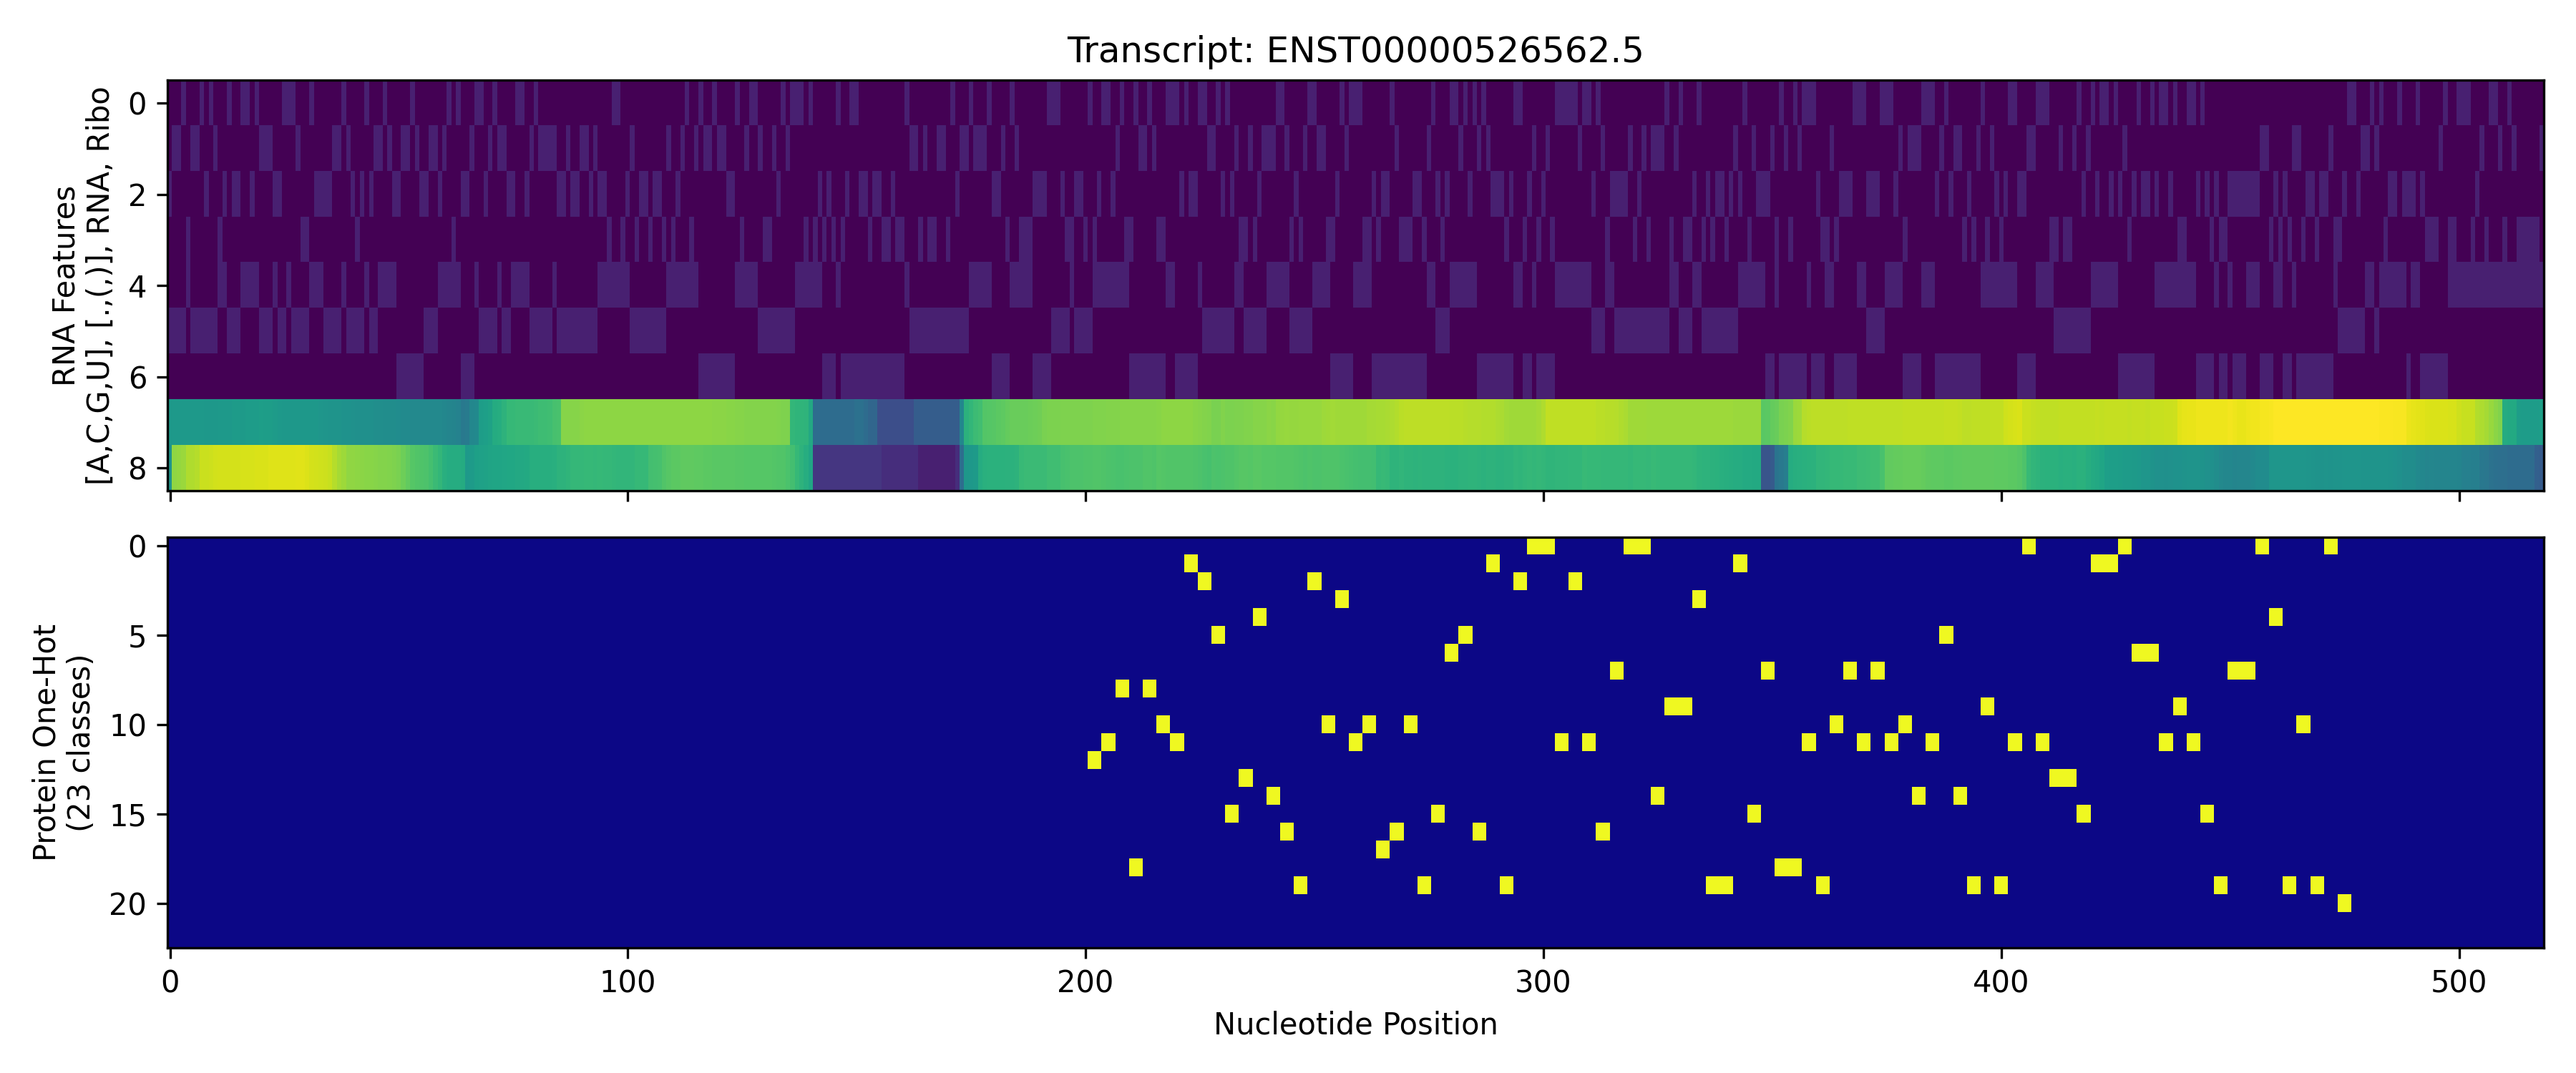 Transcript: ENST00000526562.5
RNA Features
[A,C,G,U], [.,(,)], RNA, Ribo
0
2
4
6
8
Protein One-Hot
(23 classes)
0
5
10
15
20
0 100 200 300 400 500
Nucleotide Position